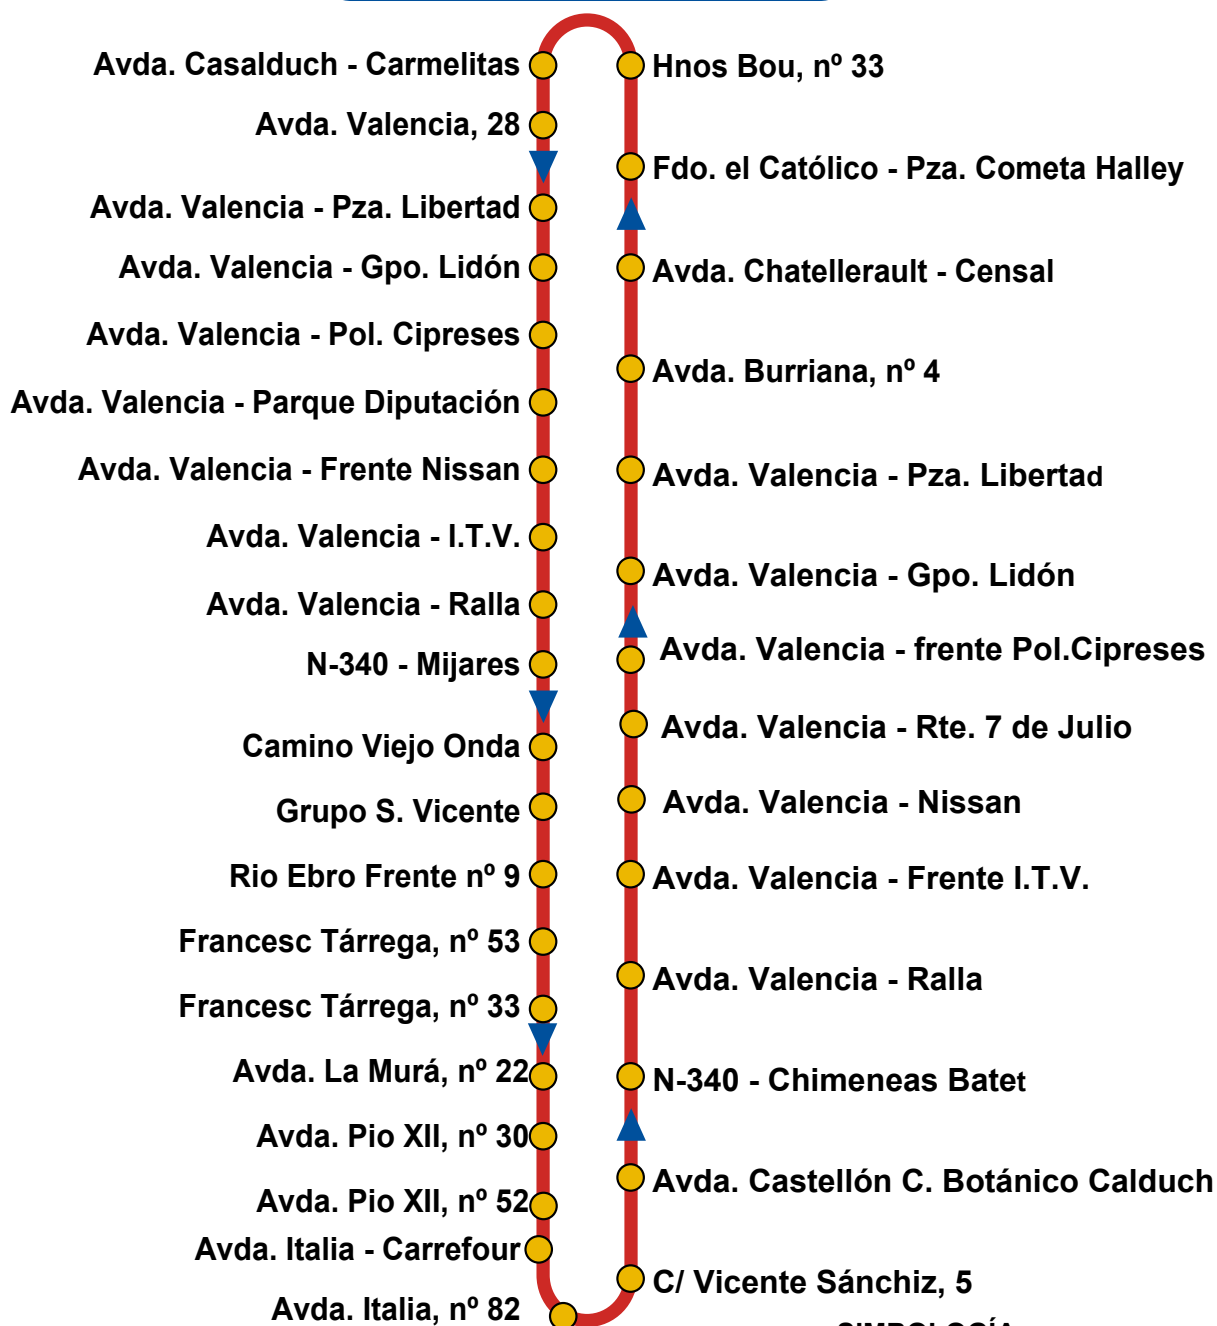 Avda. Casalduch - Carmelitas
Avda. Valencia, 28
Avda. Valencia - Pza. Libertad
Avda. Valencia - Gpo. Lidón
Avda. Valencia - Pol. Cipreses
Avda. Valencia - Parque Diputación
Avda. Valencia - Frente Nissan
Avda. Valencia - I.T.V.
Avda. Valencia - Ralla
N-340 - Mijares
Camino Viejo Onda
Grupo S. Vicente
Rio Ebro Frente nº 9
Francesc Tárrega, nº 53
Francesc Tárrega, nº 33
Avda. La Murá, nº 22
Avda. Pio XII, nº 30
Avda. Pio XII, nº 52
Avda. Italia - Carrefour
Avda. Italia, nº 82
Hnos Bou, nº 33
Fdo. el Católico - Pza. Cometa Halley
Avda. Chatellerault - Censal
Avda. Burriana, nº 4
Avda. Valencia - Pza. Libertad
Avda. Valencia - Gpo. Lidón
Avda. Valencia - frente Pol.Cipreses
Avda. Valencia - Rte. 7 de Julio
Avda. Valencia - Nissan
Avda. Valencia - Frente I.T.V.
Avda. Valencia - Ralla
N-340 - Chimeneas Batet
Avda. Castellón C. Botánico Calduch
C/ Vicente Sánchiz, 5
SIMBOLOGÍA